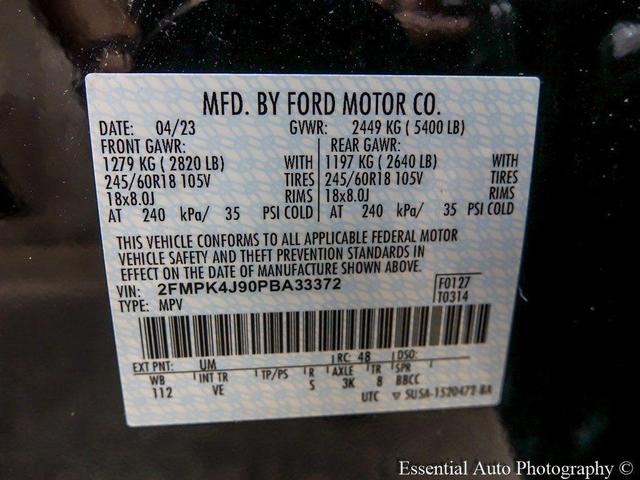 MFD. BY FORD MOTOR CO.
DATE: 04/23 GVWR: 2449 KG ( 5400 LB)
FRONT GAWR: REAR GAWR:
1279 KG ( 2820 LB) WITH 1197 KG ( 2640 LB) WITH
245/60R18 105V TIRES 245/60R18 105V TIRES
18x8.0J RIMS 18x8.0J RIMS
AT 240 kPa/ 35 PSI COLD AT 240 kPa/ 35 PSI COLD
THIS VEHICLE CONFORMS TO ALL APPLICABLE FEDERAL MOTOR
VEHICLE SAFETY AND THEFT PREVENTION STANDARDS IN
EFFECT ON THE DATE OF MANUFACTURE SHOWN ABOVE.
VIN: 2FMPK4J90PBA33372 F0127
TYPE: MPV T0314
EXT PNT: UM RC: 48 DSO:
WB INT TR TP/PS R AXLE TR SPR
112 VE S 3K 8 BBCC
UTC ▽ 5USA-1520472-BA
Essential Auto Photography (c)